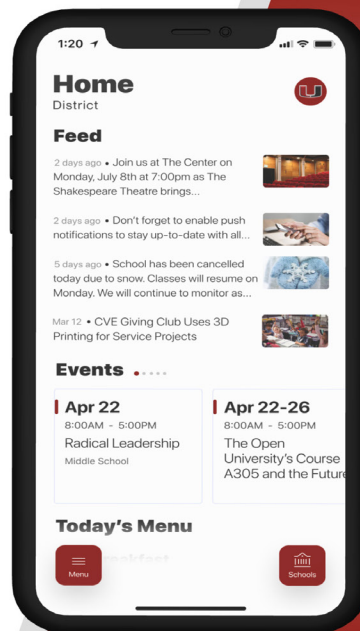 1:20
U
Home
District
Feed
2 days ago • Join us at The Center on
Monday, July 8th at 7:00pm as The
Shakespeare Theatre brings...
2 days ago • Don't forget to enable push
notifications to stay up-to-date with all...
5 days ago • School has been cancelled
today due to snow. Classes will resume on
Monday. We will continue to monitor as...
Mar 12 • CVE Giving Club Uses 3D
Printing for Service Projects
Events
Apr 22
8:00AM - 5:00PM
Radical Leadership
Middle School
Apr 22-26
8:00AM - 5:00PM
The Open
University's Course
A305 and the Future
Today's Menu
Menu
Schools